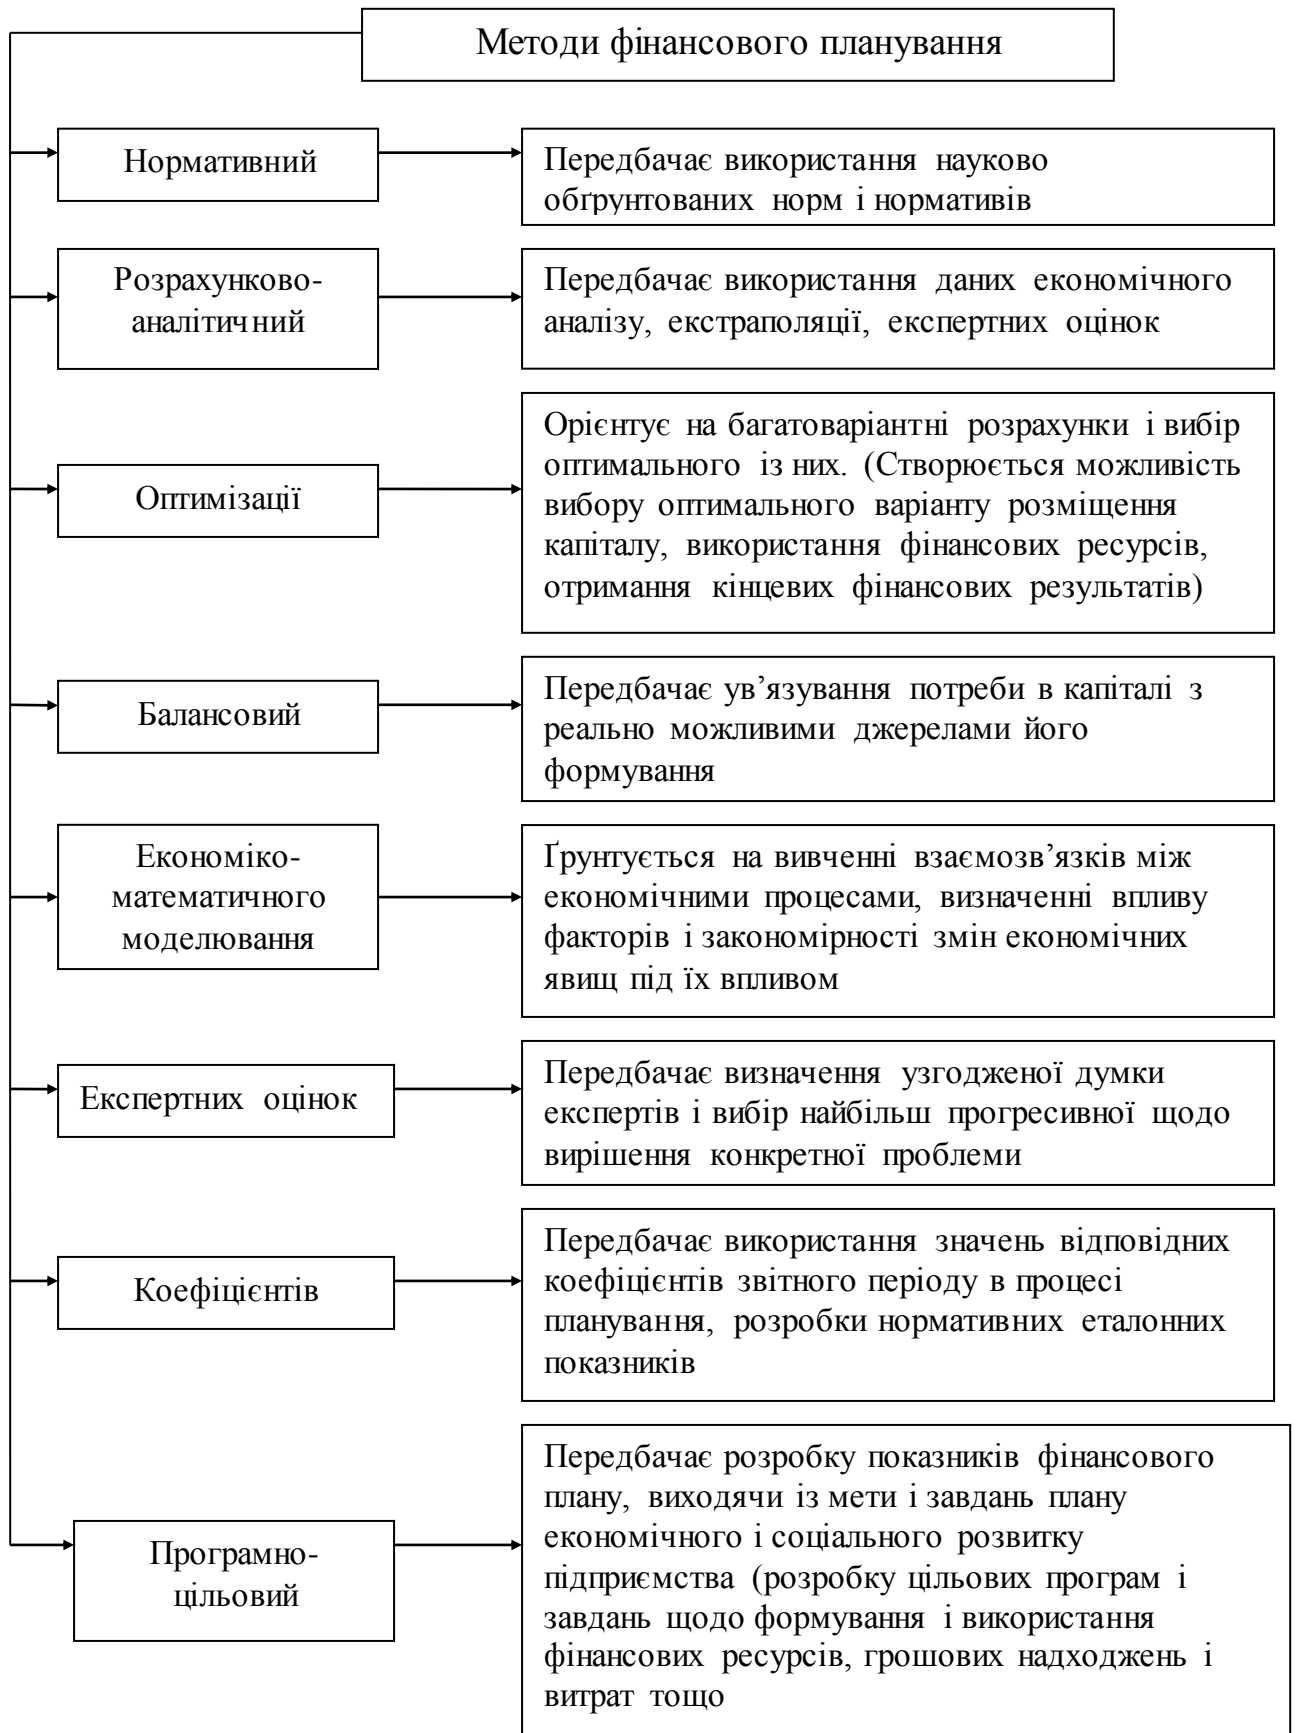 Методи фінансового планування
Нормативний
Передбачає використання науково
обґрунтованих норм і нормативів
Розрахунково-
аналітичний
Передбачає використання даних економічного
аналізу, екстраполяції, експертних оцінок
Оптимізації
Орієнтує на багатоваріантні розрахунки і вибір
оптимального із них. (Створюється можливість
вибору оптимального варіанту розміщення
капіталу, використання фінансових ресурсів,
отримання кінцевих фінансових результатів)
Балансовий
Передбачає ув’язування потреби в капіталі з
реально можливими джерелами його
формування
Економіко-
математичного
моделювання
Ґрунтується на вивченні взаємозв’язків між
економічними процесами, визначенні впливу
факторів і закономірності змін економічних
явищ під їх впливом
Експертних оцінок
Передбачає визначення узгодженої думки
експертів і вибір найбільш прогресивної щодо
вирішення конкретної проблеми
Коефіцієнтів
Передбачає використання значень відповідних
коефіцієнтів звітного періоду в процесі
планування, розробки нормативних еталонних
показників
Програмно-
цільовий
Передбачає розробку показників фінансового
плану, виходячи із мети і завдань плану
економічного і соціального розвитку
підприємства (розробку цільових програм і
завдань щодо формування і використання
фінансових ресурсів, грошових надходжень і
витрат тощо